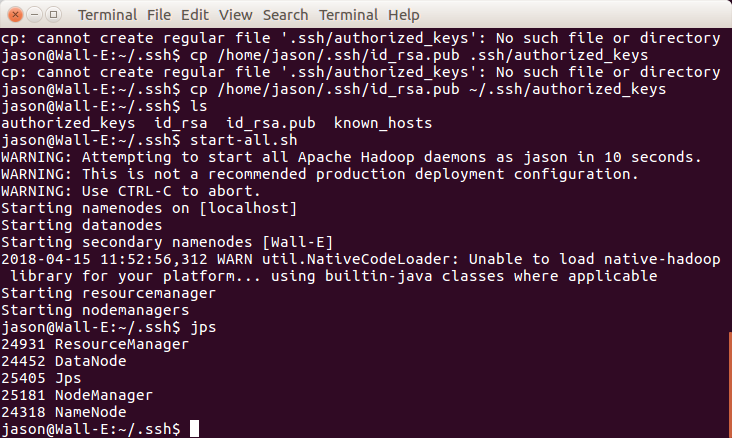 Terminal File Edit View Search Terminal Help
cp: cannot create regular file '.ssh/authorized_keys': No such file or directory
jason@Wall-E:~/.ssh$ cp /home/jason/.ssh/id_rsa.pub .ssh/authorized_keys
cp: cannot create regular file '.ssh/authorized_keys': No such file or directory
jason@Wall-E:~/.ssh$ cp /home/jason/.ssh/id_rsa.pub ~/.ssh/authorized_keys
jason@Wall-E:~/.ssh$ ls
authorized_keys  id_rsa  id_rsa.pub  known_hosts
jason@Wall-E:~/.ssh$ start-all.sh
WARNING: Attempting to start all Apache Hadoop daemons as jason in 10 seconds.
WARNING: This is not a recommended production deployment configuration.
WARNING: Use CTRL-C to abort.
Starting namenodes on [localhost]
Starting datanodes
Starting secondary namenodes [Wall-E]
2018-04-15 11:52:56,312 WARN util.NativeCodeLoader: Unable to load native-hadoop
 library for your platform... using builtin-java classes where applicable
Starting resourcemanager
Starting nodemanagers
jason@Wall-E:~/.ssh$ jps
24931 ResourceManager
24452 DataNode
25405 Jps
25181 NodeManager
24318 NameNode
jason@Wall-E:~/.ssh$